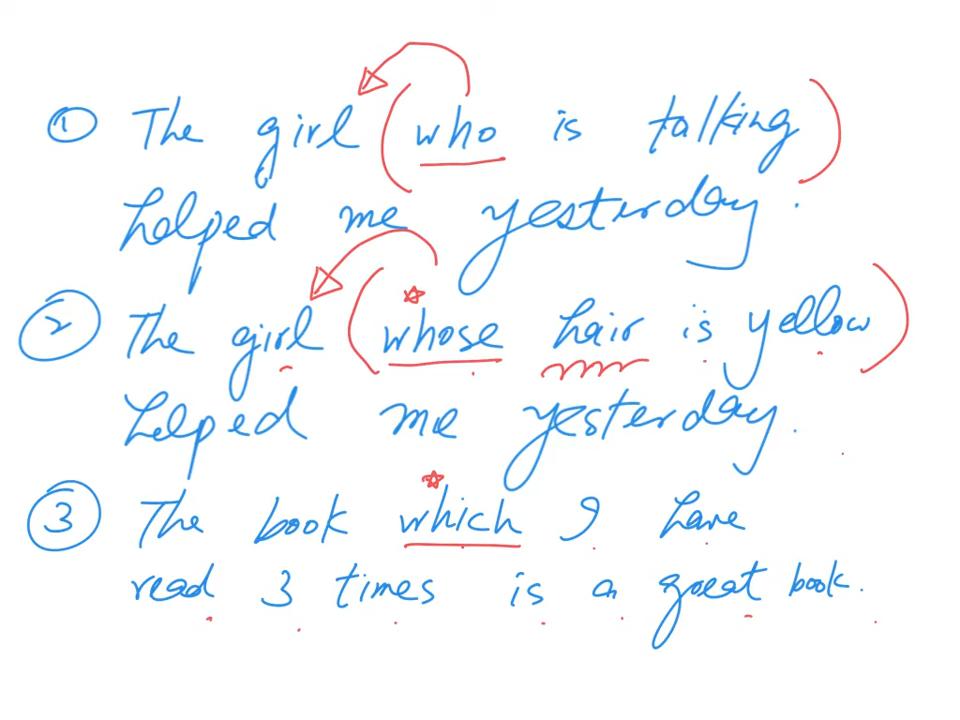 ① The girl (who is talking)
helped me yesterday.
② The girl (whose hair is yellow)
helped me yesterday.
③ The book which I have
read 3 times is a great book.